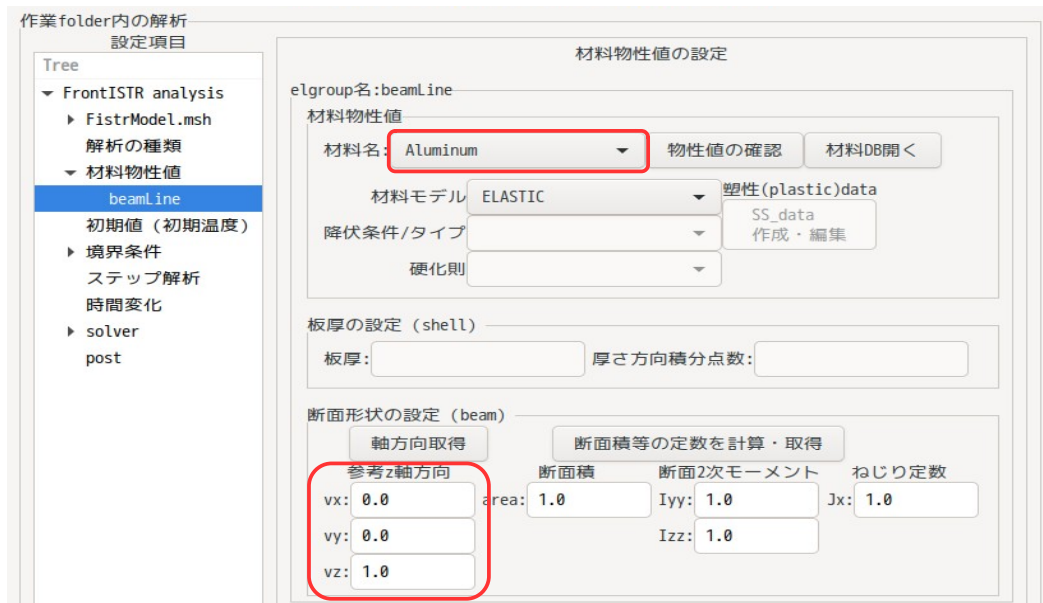 作業folder内の解析
設定項目
Tree
FrontISTR analysis
FistrModel.msh
解析の種類
材料物性値
beamLine
初期値 (初期温度)
境界条件
ステップ解析
時間変化
solver
post
材料物性値の設定
elgroup名:beamLine
材料物性値
材料名: Aluminum 物性値の確認 材料DB開く
材料モデル ELASTIC 塑性(plastic)data
降伏条件/タイプ SS_data
作成・編集
硬化則
板厚の設定 (shell)
板厚: 厚さ方向積分点数:
断面形状の設定 (beam)
軸方向取得 断面積等の定数を計算・取得
参考z軸方向 断面積 断面2次モーメント ねじり定数
vx: 0.0 area: 1.0 Iyy: 1.0 Jx: 1.0
vy: 0.0 Izz: 1.0
vz: 1.0